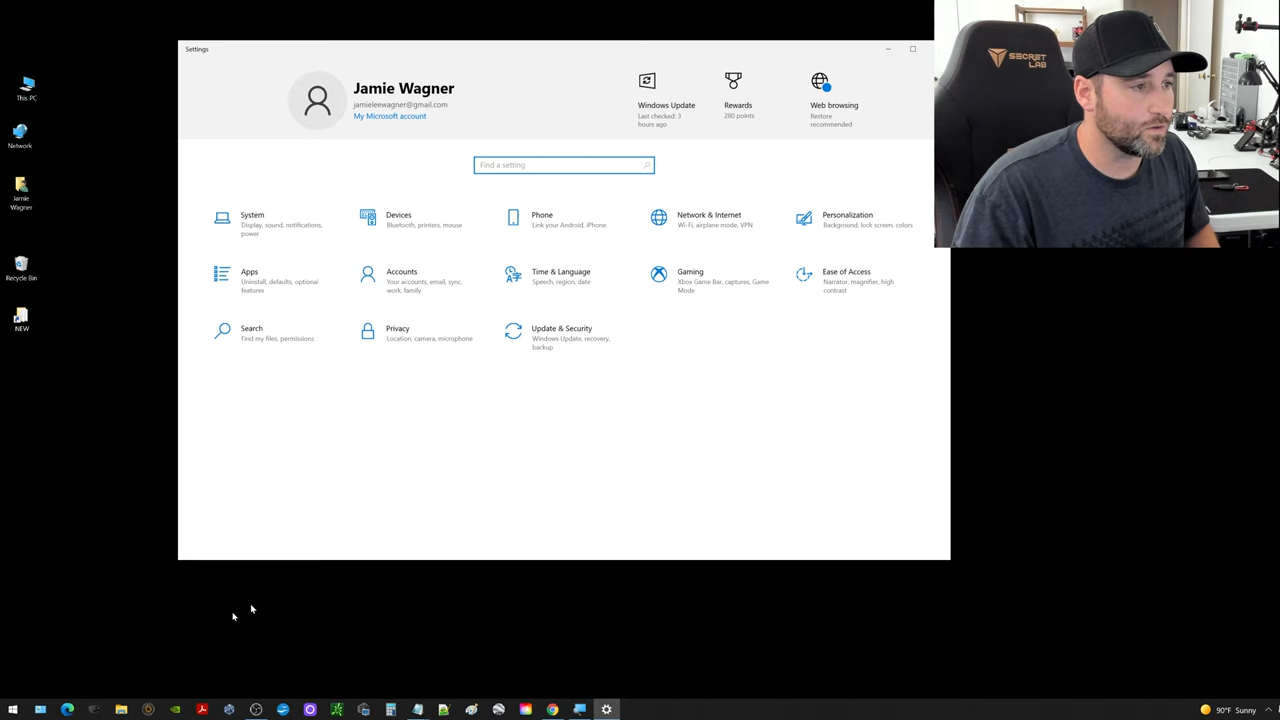 Settings
Jamie Wagner
jamieleewagner@gmail.com
My Microsoft account
Windows Update
Last checked: 3
hours ago
Rewards
280 points
Web browsing
Restore
recommended
Find a setting
System
Display, sound, notifications,
power
Devices
Bluetooth, printers, mouse
Phone
Link your Android, iPhone
Network & Internet
Wi-Fi, airplane mode, VPN
Personalization
Background, lock screen, colors
Apps
Uninstall, defaults, optional
features
Accounts
Your accounts, email, sync,
work, family
Time & Language
Speech, region, date
Gaming
Xbox Game Bar, captures, Game
Mode
Ease of Access
Narrator, magnifier, high
contrast
Search
Find my files, permissions
Privacy
Location, camera, microphone
Update & Security
Windows Update, recovery,
backup
This PC
Network
Jamie
Wagner
Recycle Bin
NEW
SECRET
LAB
90°F Sunny